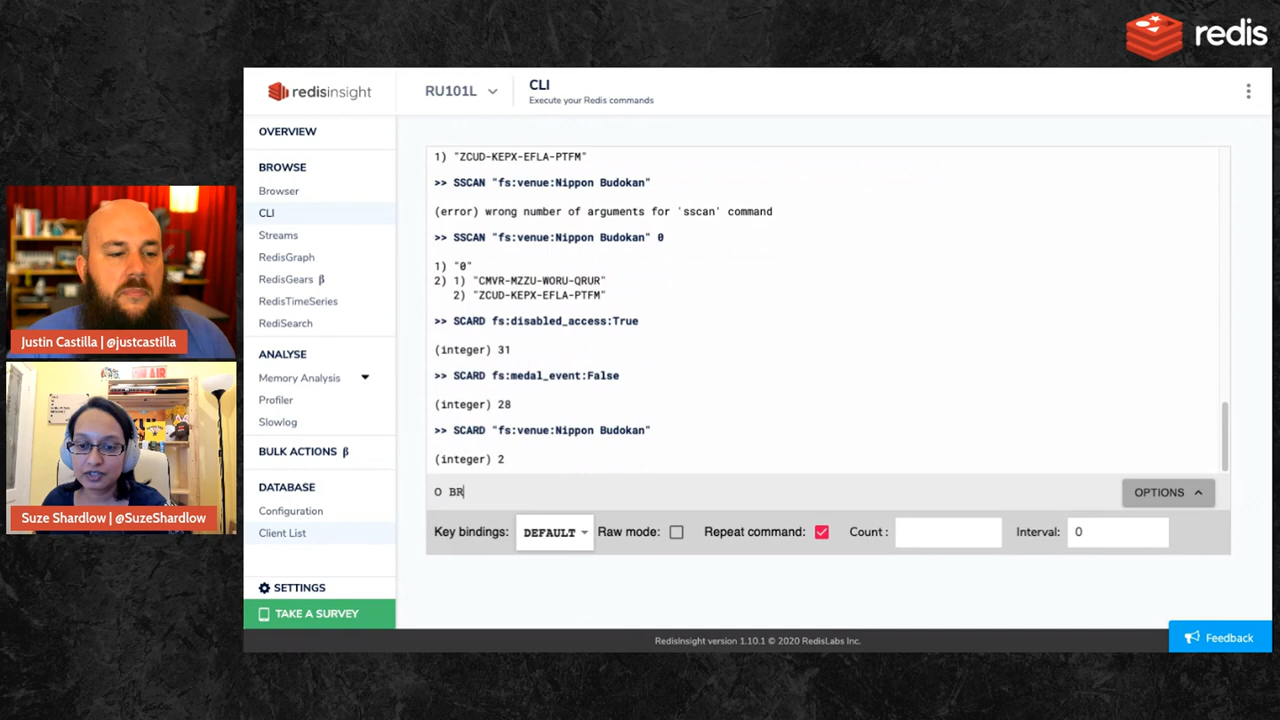 redis
redisinsight
RU101L
CLI
Execute your Redis commands
OVERVIEW
BROWSE
Browser
CLI
Streams
RedisGraph
RedisGears β
RedisTimeSeries
RediSearch
ANALYSE
Memory Analysis
Profiler
Slowlog
BULK ACTIONS β
DATABASE
Configuration
Client List
SETTINGS
TAKE A SURVEY
1) "ZCUD-KEPX-EFLA-PTFM"
>> SSCAN "fs:venue:Nippon Budokan"
(error) wrong number of arguments for 'sscan' command
>> SSCAN "fs:venue:Nippon Budokan" 0
1) "0"
2) 1) "CMVR-MZZU-WORU-QRUR"
2) "ZCUD-KEPX-EFLA-PTFM"
>> SCARD fs:disabled_access:True
(integer) 31
>> SCARD fs:medal_event:False
(integer) 28
>> SCARD "fs:venue:Nippon Budokan"
(integer) 2
O BR
OPTIONS
Key bindings: DEFAULT Raw mode: Repeat command: Count: Interval: 0
RedisInsight version 1.10.1 © 2020 RedisLabs Inc.
Feedback
Justin Castilla | @justcastilla
ON AIR
Suze Shardlow | @SuzeShardlow